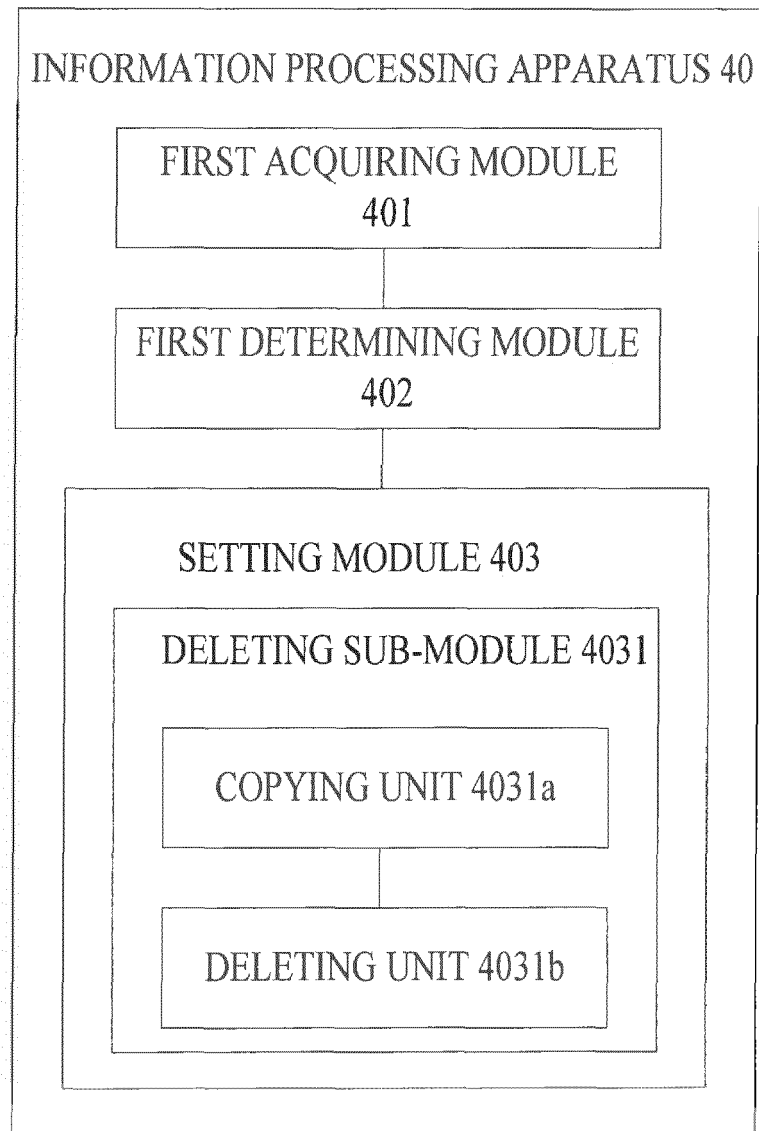 INFORMATION PROCESSING APPARATUS 40
FIRST ACQUIRING MODULE
401
FIRST DETERMINING MODULE
402
SETTING MODULE 403
DELETING SUB-MODULE 4031
COPYING UNIT 4031a
DELETING UNIT 4031b